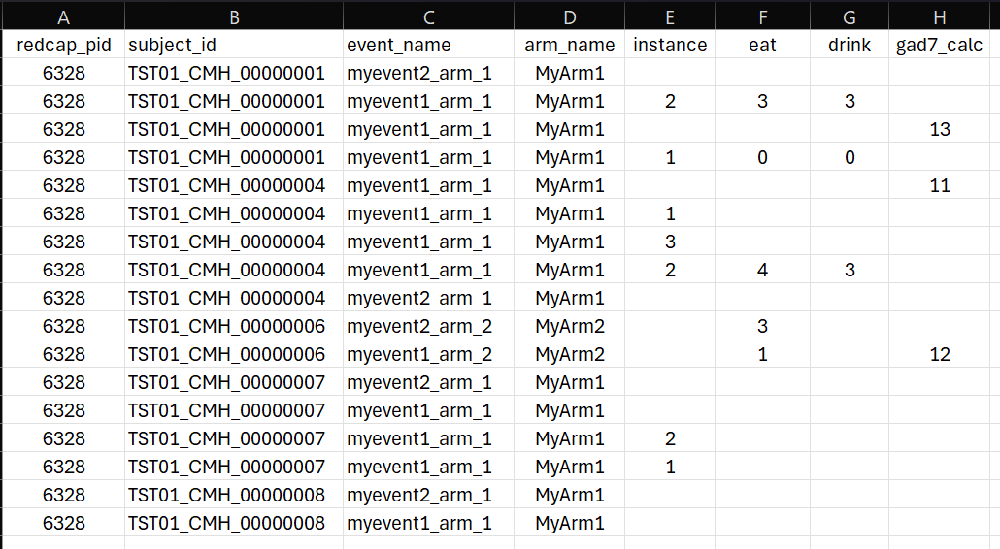 A B C D E F G H
redcap_pid subject_id event_name arm_name instance eat drink gad7_calc
6328 TST01_CMH_00000001 myevent2_arm_1 MyArm1
6328 TST01_CMH_00000001 myevent1_arm_1 MyArm1 2 3 3
6328 TST01_CMH_00000001 myevent1_arm_1 MyArm1 13
6328 TST01_CMH_00000001 myevent1_arm_1 MyArm1 1 0 0
6328 TST01_CMH_00000004 myevent1_arm_1 MyArm1 11
6328 TST01_CMH_00000004 myevent1_arm_1 MyArm1 1
6328 TST01_CMH_00000004 myevent1_arm_1 MyArm1 3
6328 TST01_CMH_00000004 myevent1_arm_1 MyArm1 2 4 3
6328 TST01_CMH_00000004 myevent2_arm_1 MyArm1
6328 TST01_CMH_00000006 myevent2_arm_2 MyArm2 3
6328 TST01_CMH_00000006 myevent1_arm_2 MyArm2 1 12
6328 TST01_CMH_00000007 myevent2_arm_1 MyArm1
6328 TST01_CMH_00000007 myevent1_arm_1 MyArm1
6328 TST01_CMH_00000007 myevent1_arm_1 MyArm1 2
6328 TST01_CMH_00000007 myevent1_arm_1 MyArm1 1
6328 TST01_CMH_00000008 myevent2_arm_1 MyArm1
6328 TST01_CMH_00000008 myevent1_arm_1 MyArm1